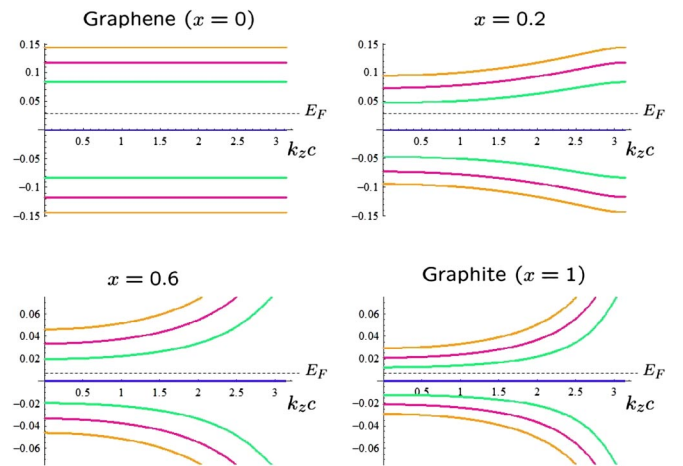 Graphene (x = 0)
0.15
0.1
0.05
E_F
0.5 1 1.5 2 2.5 3
k_z c
−0.05
−0.1
−0.15
x = 0.2
0.15
0.1
0.05
E_F
0.5 1 1.5 2 2.5 3
k_z c
−0.05
−0.1
−0.15
x = 0.6
0.06
0.04
0.02
E_F
0.5 1 1.5 2 2.5 3
k_z c
−0.02
−0.04
−0.06
Graphite (x = 1)
0.06
0.04
0.02
E_F
0.5 1 1.5 2 2.5 3
k_z c
−0.02
−0.04
−0.06